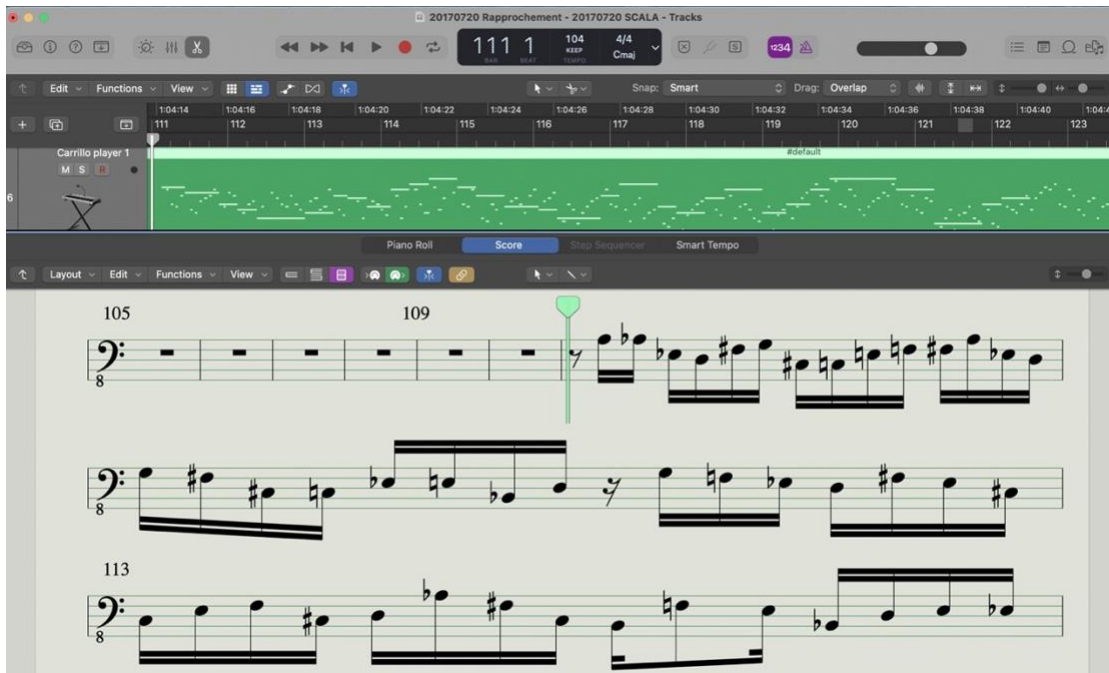 20170720 Rapprochement - 20170720 SCALA - Tracks
111 1 104 4/4
KEEP Cmaj
BAR BEAT TEMPO
S 1234
Edit Functions View Snap: Smart Drag: Overlap
1:04:14 1:04:16 1:04:18 1:04:20 1:04:22 1:04:24 1:04:26 1:04:28 1:04:30 1:04:32 1:04:34 1:04:36 1:04:38 1:04:40
111 112 113 114 115 116 117 118 119 120 121 122 123
Carrillo player 1 #default
M S R
6
Piano Roll Score Step Sequencer Smart Tempo
Layout Edit Functions View
105 109
8
8
113
8